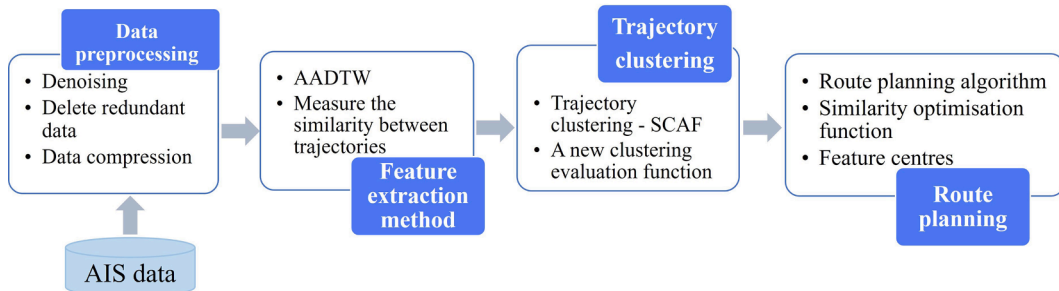 Data
preprocessing
• Denoising
• Delete redundant
data
• Data compression
AIS data
• AADTW
• Measure the
similarity between
trajectories
Feature
extraction
method
Trajectory
clustering
• Trajectory
clustering - SCAF
• A new clustering
evaluation function
• Route planning algorithm
• Similarity optimisation
function
• Feature centres
Route
planning